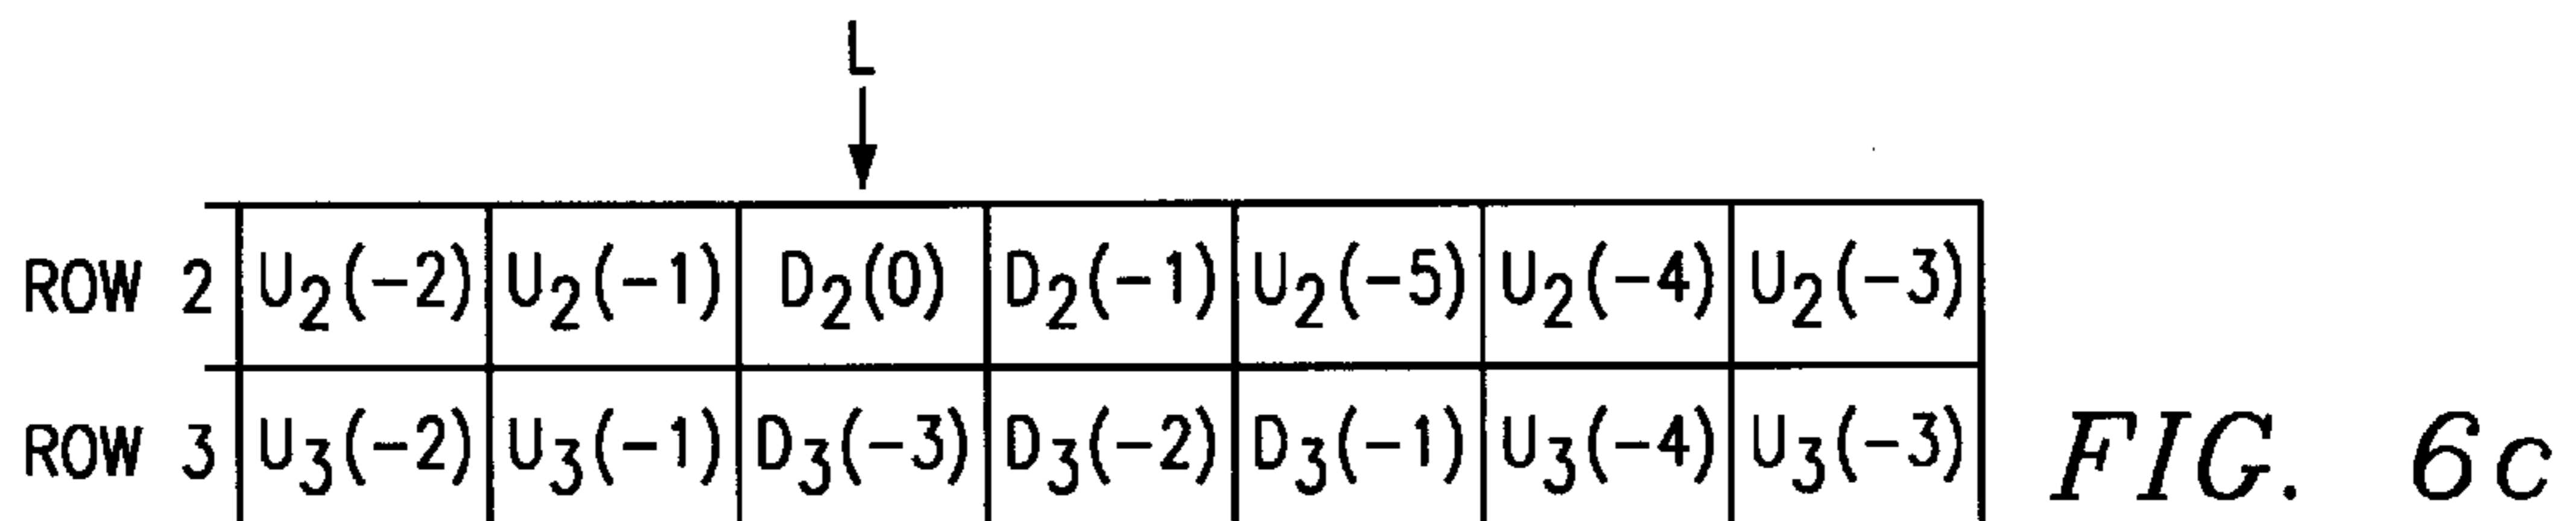 L
ROW 2 U₂(-2) U₂(-1) D₂(0) D₂(-1) U₂(-5) U₂(-4) U₂(-3)
ROW 3 U₃(-2) U₃(-1) D₃(-3) D₃(-2) D₃(-1) U₃(-4) U₃(-3)
FIG. 6c